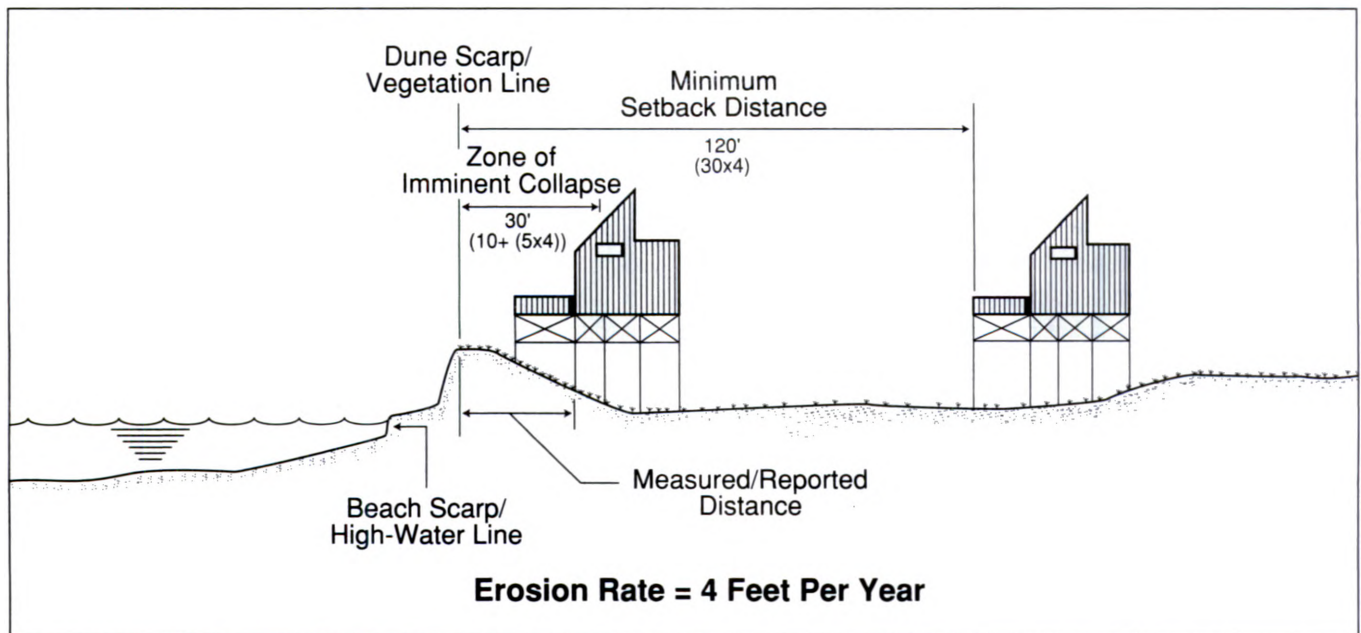 Dune Scarp/
Vegetation Line
Minimum
Setback Distance
120'
(30x4)
Zone of
Imminent Collapse
30'
(10+ (5x4))
Measured/Reported
Distance
Beach Scarp/
High-Water Line
Erosion Rate = 4 Feet Per Year